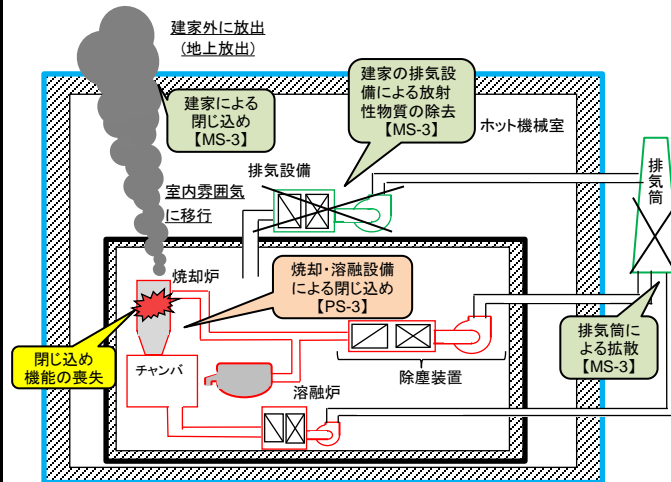 建家外に放出
(地上放出)
建家による
閉じ込め
【MS-3】
建家の排気設
備による放射
性物質の除去
【MS-3】
ホット機械室
排気設備
排気筒
室内雰囲気
に移行
焼却炉
焼却・溶融設備
による閉じ込め
【PS-3】
閉じ込め
機能の喪失
チャンバ
溶融炉
除塵装置
排気筒に
よる拡散
【MS-3】